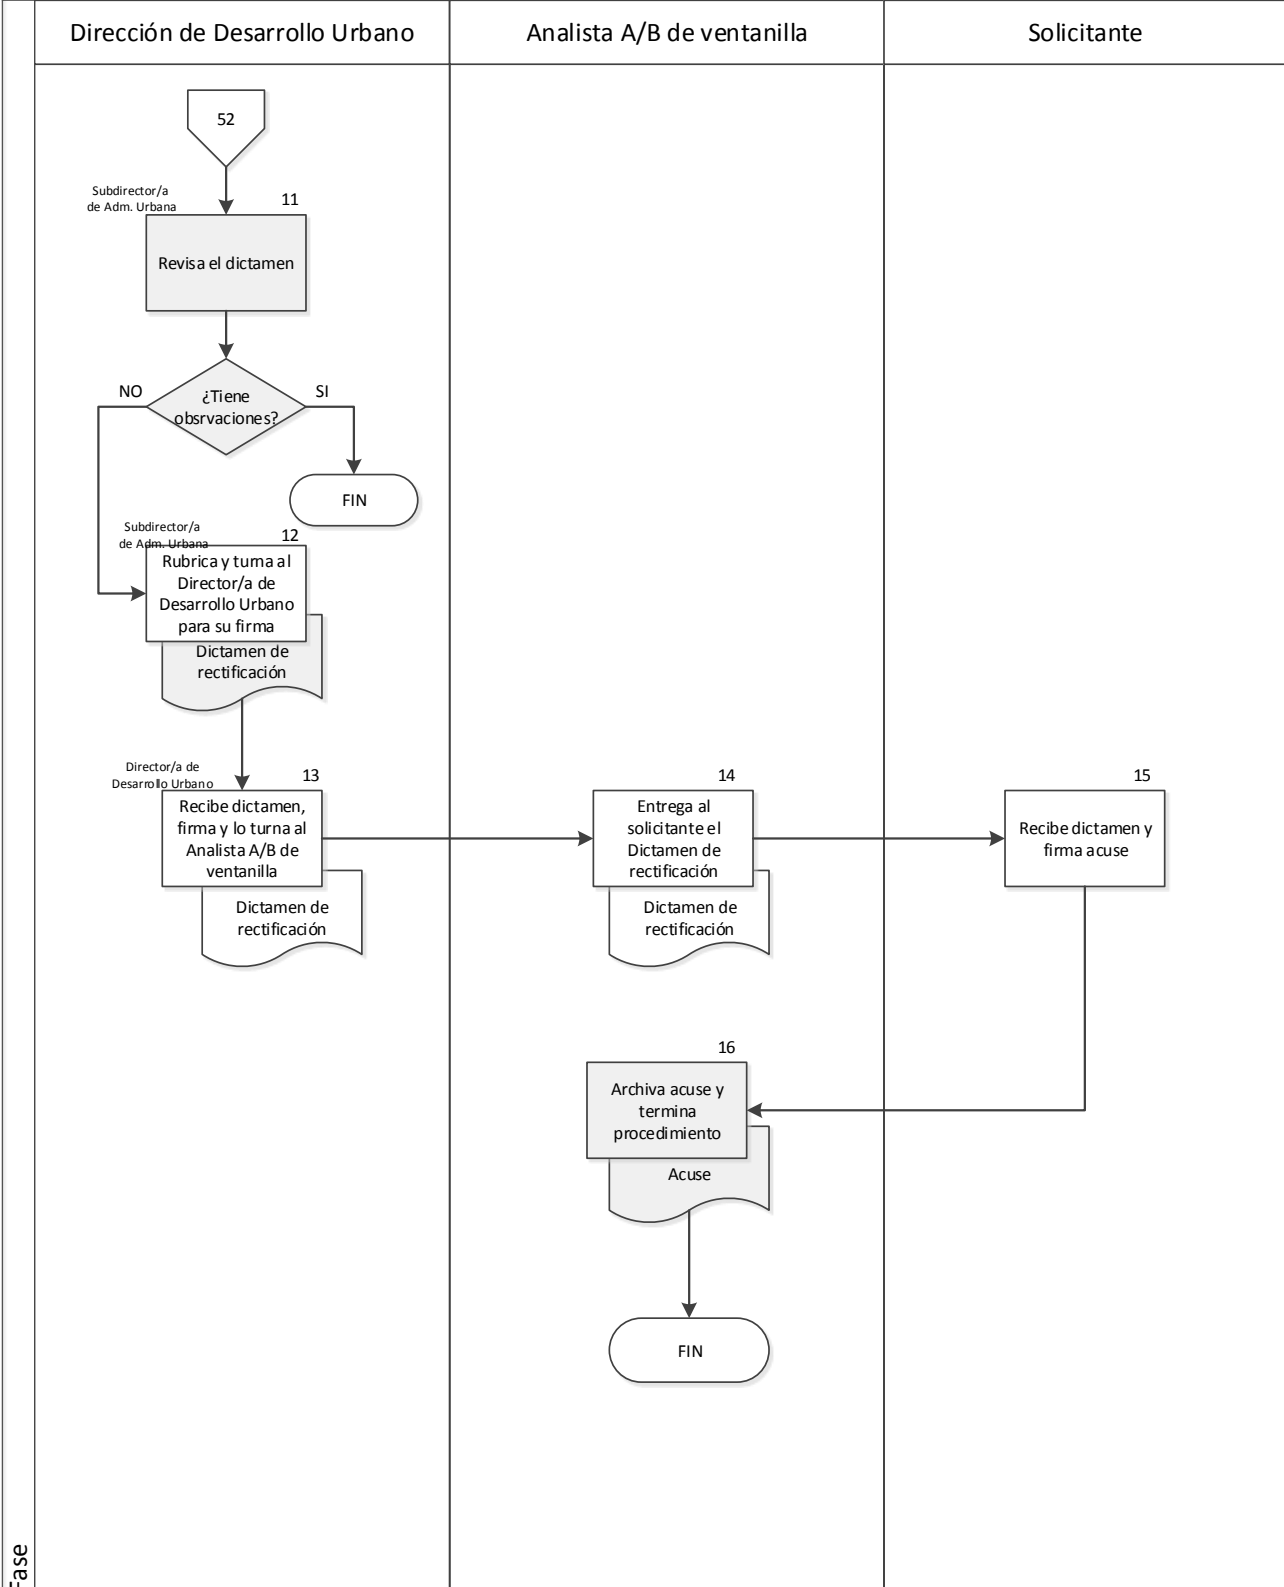 Dirección de Desarrollo Urbano
Analista A/B de ventanilla
Solicitante
52
Subdirector/a
de Adm. Urbana
11
Revisa el dictamen
¿Tiene
obsrvaciones?
NO
SI
FIN
Subdirector/a
de Adm. Urbana
12
Rubrica y turna al
Director/a de
Desarrollo Urbano
para su firma
Dictamen de
rectificación
Director/a de
Desarrollo Urbano
13
Recibe dictamen,
firma y lo turna al
Analista A/B de
ventanilla
Dictamen de
rectificación
14
Entrega al
solicitante el
Dictamen de
rectificación
Dictamen de
rectificación
15
Recibe dictamen y
firma acuse
16
Archiva acuse y
termina
procedimiento
Acuse
FIN
Fase